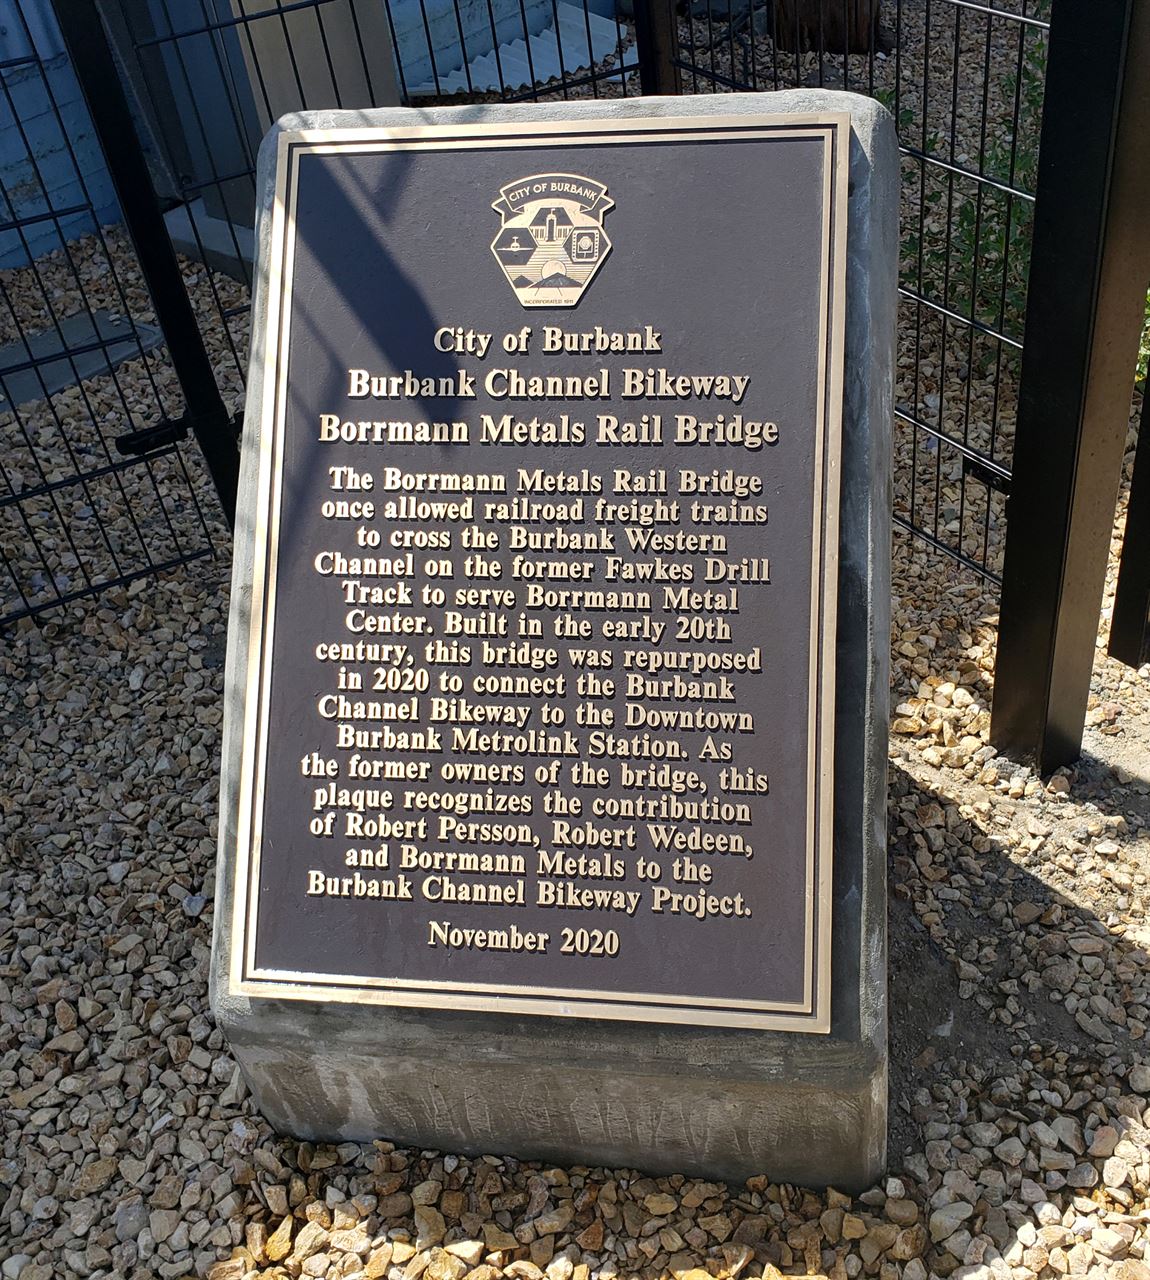 CITY OF BURBANK
INCORPORATED 1911
City of Burbank
Burbank Channel Bikeway
Borrmann Metals Rail Bridge
The Borrmann Metals Rail Bridge
once allowed railroad freight trains
to cross the Burbank Western
Channel on the former Fawkes Drill
Track to serve Borrmann Metal
Center. Built in the early 20th
century, this bridge was repurposed
in 2020 to connect the Burbank
Channel Bikeway to the Downtown
Burbank Metrolink Station. As
the former owners of the bridge, this
plaque recognizes the contribution
of Robert Persson, Robert Wedeen,
and Borrmann Metals to the
Burbank Channel Bikeway Project.
November 2020